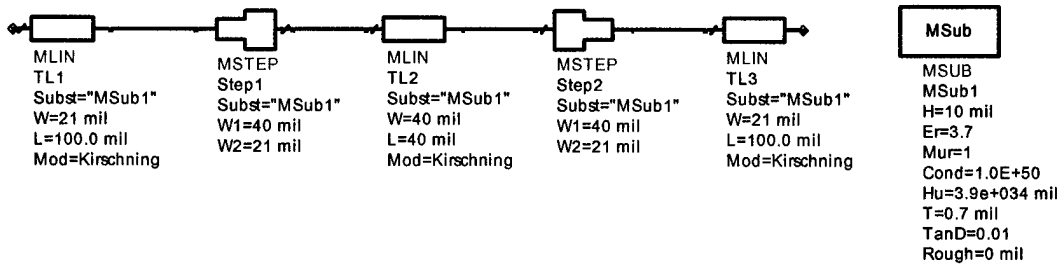 MLIN
TL1
Subst="MSub1"
W=21 mil
L=100.0 mil
Mod=Kirschning
MSTEP
Step1
Subst="MSub1"
W1=40 mil
W2=21 mil
MLIN
TL2
Subst="MSub1"
W=40 mil
L=40 mil
Mod=Kirschning
MSTEP
Step2
Subst="MSub1"
W1=40 mil
W2=21 mil
MLIN
TL3
Subst="MSub1"
W=21 mil
L=100.0 mil
Mod=Kirschning
MSub
MSUB
MSub1
H=10 mil
Er=3.7
Mur=1
Cond=1.0E+50
Hu=3.9e+034 mil
T=0.7 mil
TanD=0.01
Rough=0 mil